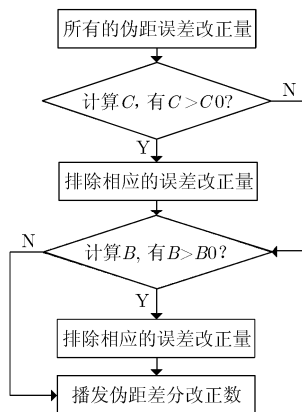 所有的伪距误差改正量
计算C, 有C>C0?
N
Y
排除相应的误差改正量
N
计算B, 有B>B0?
Y
排除相应的误差改正量
播发伪距差分改正数